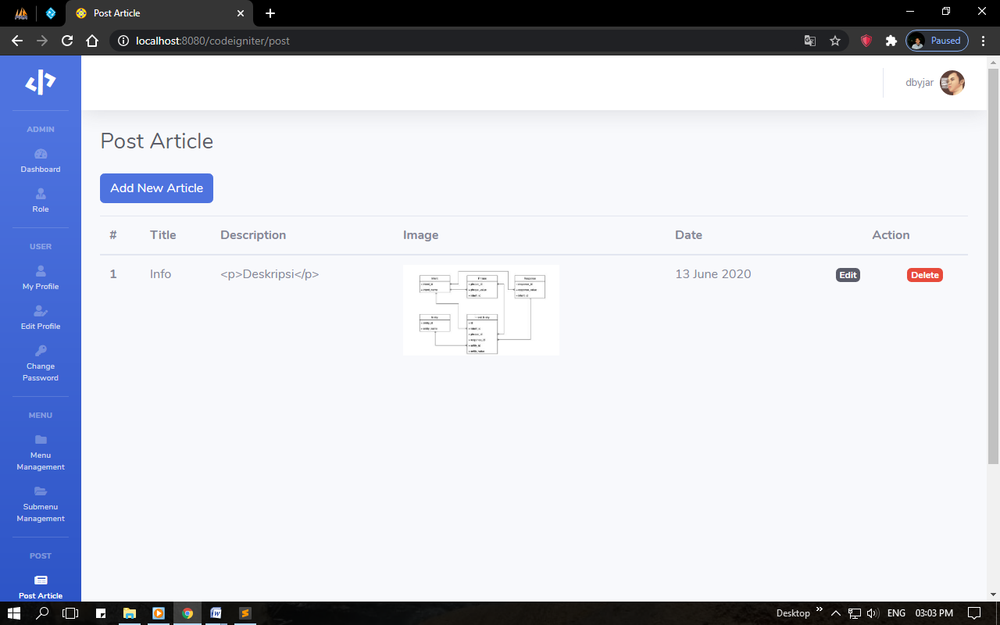 Post Article
localhost:8080/codeigniter/post
Paused
dbyjar
ADMIN
Dashboard
Role
USER
My Profile
Edit Profile
Change
Password
MENU
Menu
Management
Submenu
Management
POST
Post Article
Post Article
Add New Article
# Title Description Image Date Action
1 Info <p>Deskripsi</p> 13 June 2020 Edit Delete
Desktop
ENG
03:03 PM